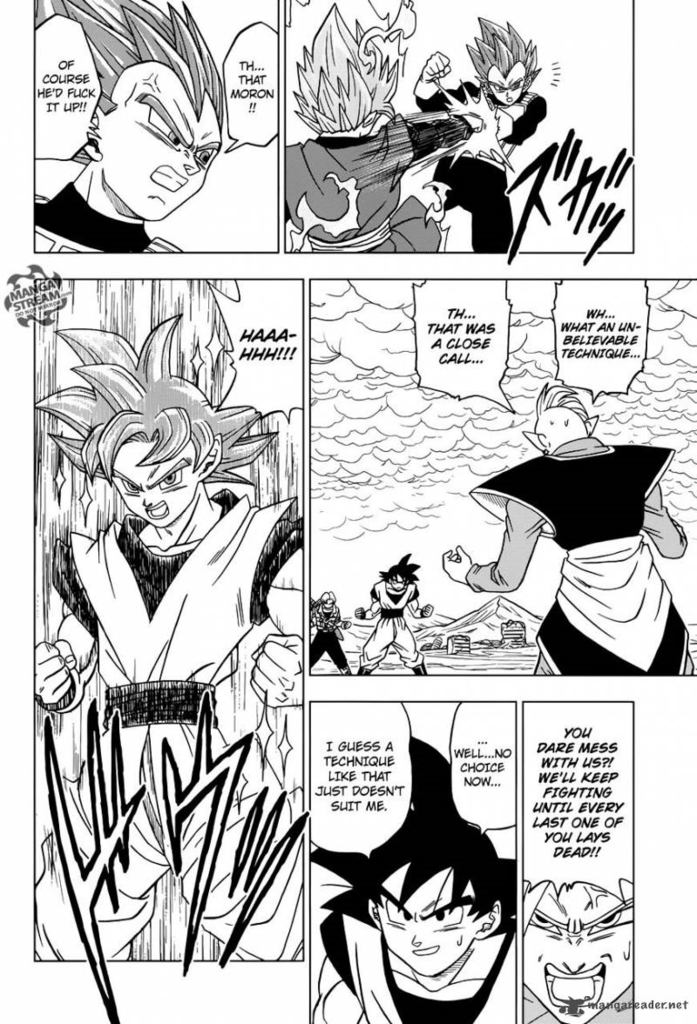 TH...
THAT
MORON
!!
OF
COURSE
HE'D FUCK
IT UP!!
ズガッ
WH...
WHAT AN UN-
BELIEVABLE
TECHNIQUE...
TH...
THAT WAS
A CLOSE
CALL...
HAAA-
HHH!!!
MANGA
STREAM
YOU
DARE MESS
WITH US?!
WE'LL KEEP
FIGHTING
UNTIL EVERY
LAST ONE OF
YOU LAYS
DEAD!!
...
WELL...NO
CHOICE
NOW...
I GUESS A
TECHNIQUE
LIKE THAT
JUST DOESN'T
SUIT ME.
mangareader.net